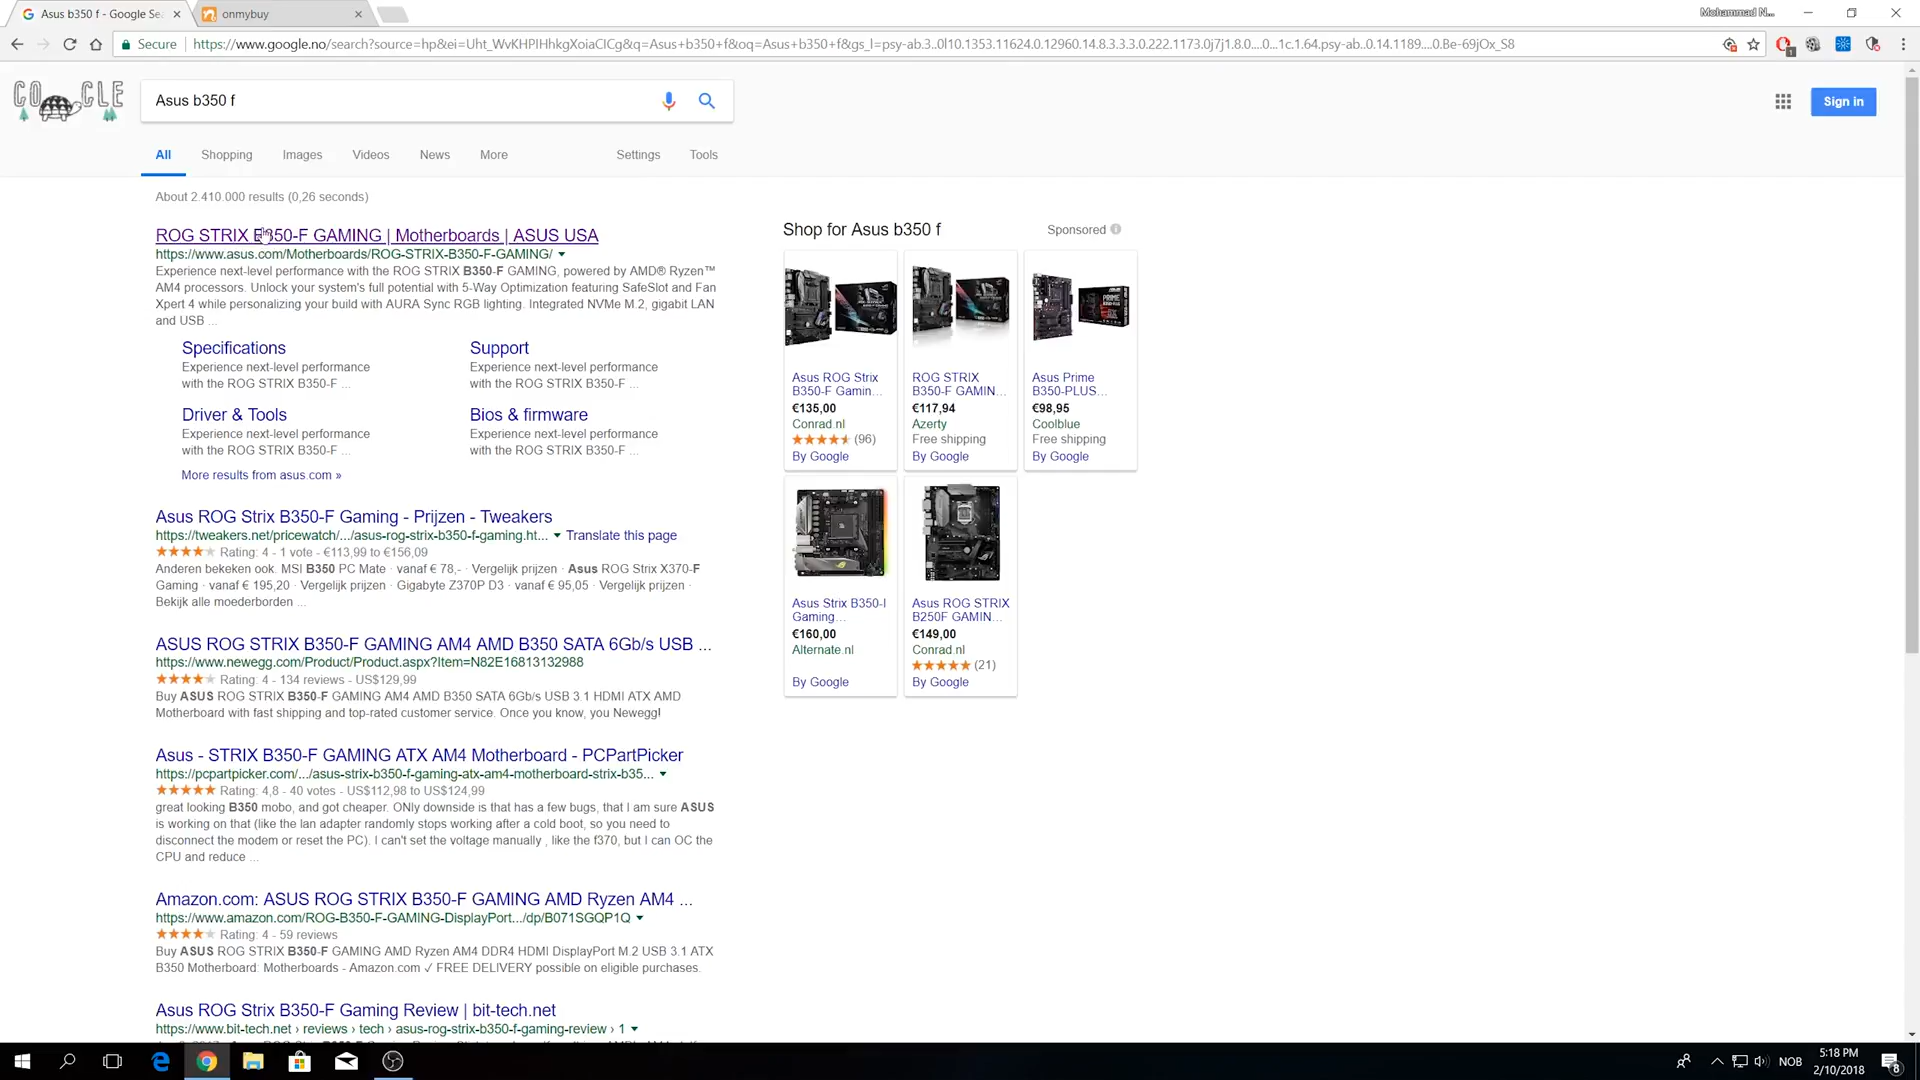 Asus b350 f - Google Sea
onmybuy
Mohammad N...
Secure
https://www.google.no/search?source=hp&ei=Uht_WvKHPIHhkgXoiaCICg&q=Asus+b350+f&oq=Asus+b350+f&gs_l=psy-ab.3..0l10.1353.11624.0.12960.14.8.3.3.3.0.222.1173.0j7j1.8.0....0...1c.1.64.psy-ab..0.14.1189....0.Be-69jOx_S8
Asus b350 f
Sign in
All Shopping Images Videos News More Settings Tools
About 2.410.000 results (0,26 seconds)
ROG STRIX B350-F GAMING | Motherboards | ASUS USA
https://www.asus.com/Motherboards/ROG-STRIX-B350-F-GAMING/
Experience next-level performance with the ROG STRIX B350-F GAMING, powered by AMD® Ryzen™
AM4 processors. Unlock your system's full potential with 5-Way Optimization featuring SafeSlot and Fan
Xpert 4 while personalizing your build with AURA Sync RGB lighting. Integrated NVMe M.2, gigabit LAN
and USB ...
Specifications
Experience next-level performance
with the ROG STRIX B350-F ...
Support
Experience next-level performance
with the ROG STRIX B350-F ...
Driver & Tools
Experience next-level performance
with the ROG STRIX B350-F ...
Bios & firmware
Experience next-level performance
with the ROG STRIX B350-F ...
More results from asus.com »
Asus ROG Strix B350-F Gaming - Prijzen - Tweakers
https://tweakers.net/pricewatch/.../asus-rog-strix-b350-f-gaming.ht... Translate this page
Rating: 4 - 1 vote - €113,99 to €156,09
Anderen bekeken ook. MSI B350 PC Mate · vanaf € 78,- · Vergelijk prijzen · Asus ROG Strix X370-F
Gaming · vanaf € 195,20 · Vergelijk prijzen · Gigabyte Z370P D3 · vanaf € 95,05 · Vergelijk prijzen ·
Bekijk alle moederborden ...
ASUS ROG STRIX B350-F GAMING AM4 AMD B350 SATA 6Gb/s USB ...
https://www.newegg.com/Product/Product.aspx?Item=N82E16813132988
Rating: 4 - 134 reviews - US$129,99
Buy ASUS ROG STRIX B350-F GAMING AM4 AMD B350 SATA 6Gb/s USB 3.1 HDMI ATX AMD
Motherboard with fast shipping and top-rated customer service. Once you know, you Newegg!
Asus - STRIX B350-F GAMING ATX AM4 Motherboard - PCPartPicker
https://pcpartpicker.com/.../asus-strix-b350-f-gaming-atx-am4-motherboard-strix-b35...
Rating: 4,8 - 40 votes - US$112,98 to US$124,99
great looking B350 mobo, and got cheaper. ONly downside is that has a few bugs, that I am sure ASUS
is working on that (like the lan adapter randomly stops working after a cold boot, so you need to
disconnect the modem or reset the PC). I can't set the voltage manually , like the f370, but I can OC the
CPU and reduce ...
Amazon.com: ASUS ROG STRIX B350-F GAMING AMD Ryzen AM4 ...
https://www.amazon.com/ROG-B350-F-GAMING-DisplayPort.../dp/B071SGQP1Q
Rating: 4 - 59 reviews
Buy ASUS ROG STRIX B350-F GAMING AMD Ryzen AM4 DDR4 HDMI DisplayPort M.2 USB 3.1 ATX
B350 Motherboard: Motherboards - Amazon.com ✓ FREE DELIVERY possible on eligible purchases.
Asus ROG Strix B350-F Gaming Review | bit-tech.net
https://www.bit-tech.net › reviews › tech › asus-rog-strix-b350-f-gaming-review › 1
Shop for Asus b350 f
Sponsored
Asus ROG Strix
B350-F Gamin...
€135,00
Conrad.nl
(96)
By Google
ROG STRIX
B350-F GAMIN...
€117,94
Azerty
Free shipping
By Google
Asus Prime
B350-PLUS...
€98,95
Coolblue
Free shipping
By Google
Asus Strix B350-I
Gaming...
€160,00
Alternate.nl
By Google
Asus ROG STRIX
B250F GAMIN...
€149,00
Conrad.nl
(21)
By Google
NOB
5:18 PM
2/10/2018
8